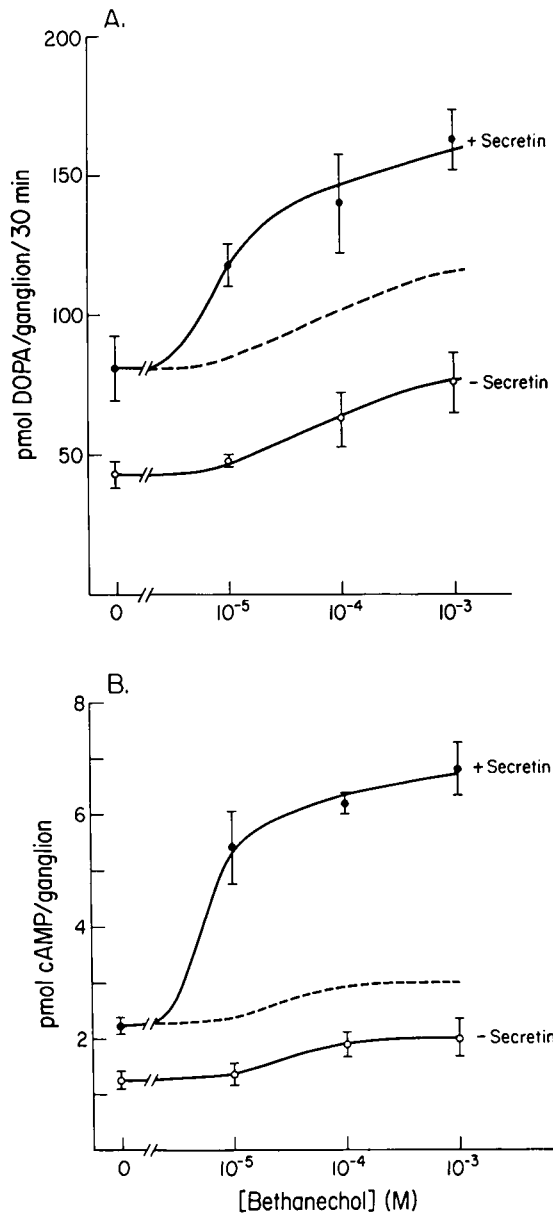 A.
200
150
100
50
pmol DOPA/ganglion/30 min
+ Secretin
- Secretin
0
10⁻⁵
10⁻⁴
10⁻³
B.
8
6
4
2
pmol cAMP/ganglion
+ Secretin
- Secretin
0
10⁻⁵
10⁻⁴
10⁻³
[Bethanechol] (M)